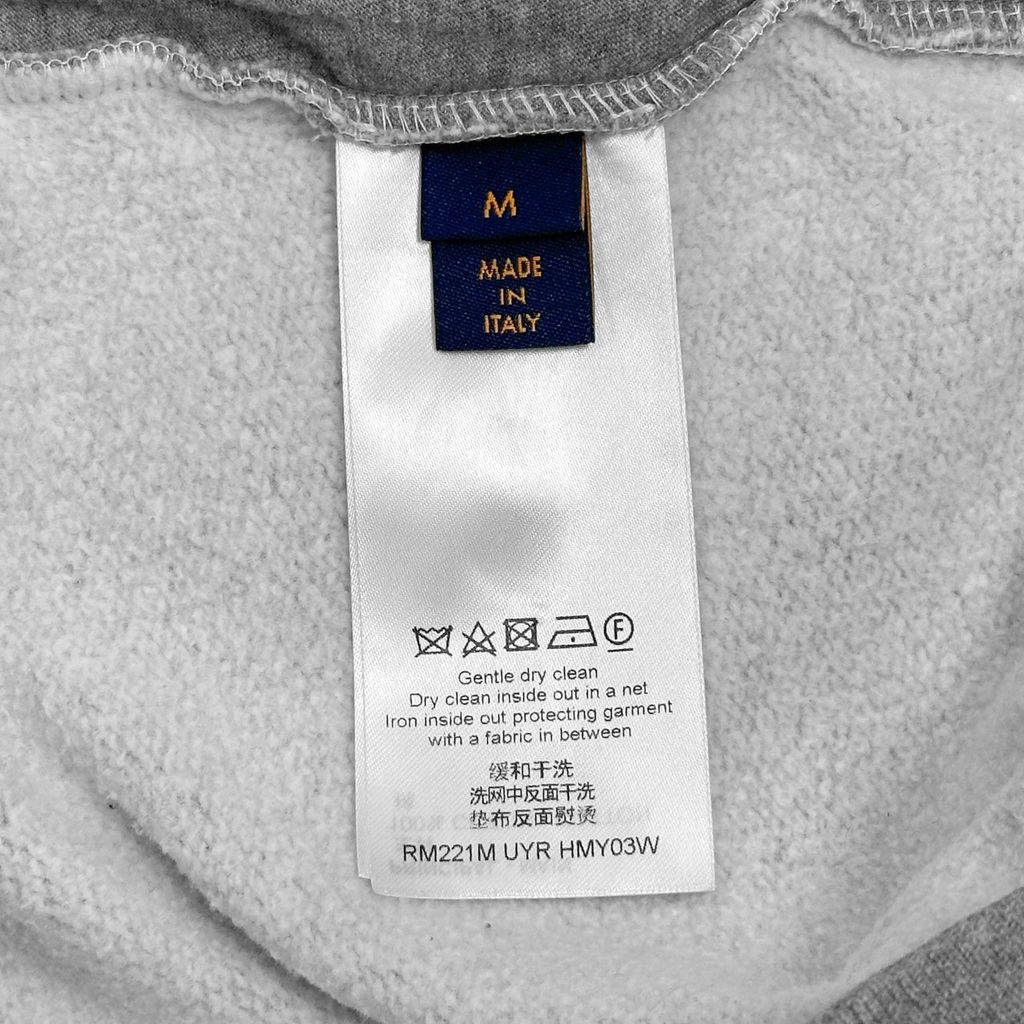 M
MADE
IN
ITALY
F
Gentle dry clean
Dry clean inside out in a net
Iron inside out protecting garment
with a fabric in between
缓和干洗
洗网中反面干洗
垫布反面熨烫
RM221M UYR HMY03W